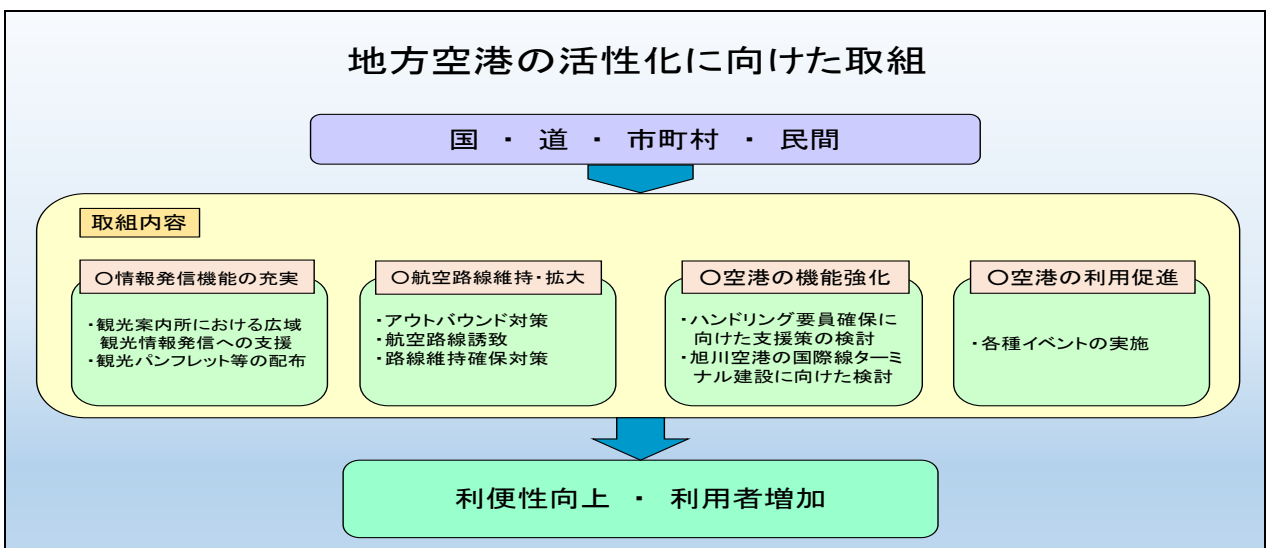 地方空港の活性化に向けた取組
国 ・ 道 ・ 市町村 ・ 民間
取組内容
〇情報発信機能の充実
・観光案内所における広域
観光情報発信への支援
・観光パンフレット等の配布
〇航空路線維持・拡大
・アウトバウンド対策
・航空路線誘致
・路線維持確保対策
〇空港の機能強化
・ハンドリング要員確保に
向けた支援策の検討
・旭川空港の国際線ターミ
ナル建設に向けた検討
〇空港の利用促進
・各種イベントの実施
利便性向上 ・ 利用者増加